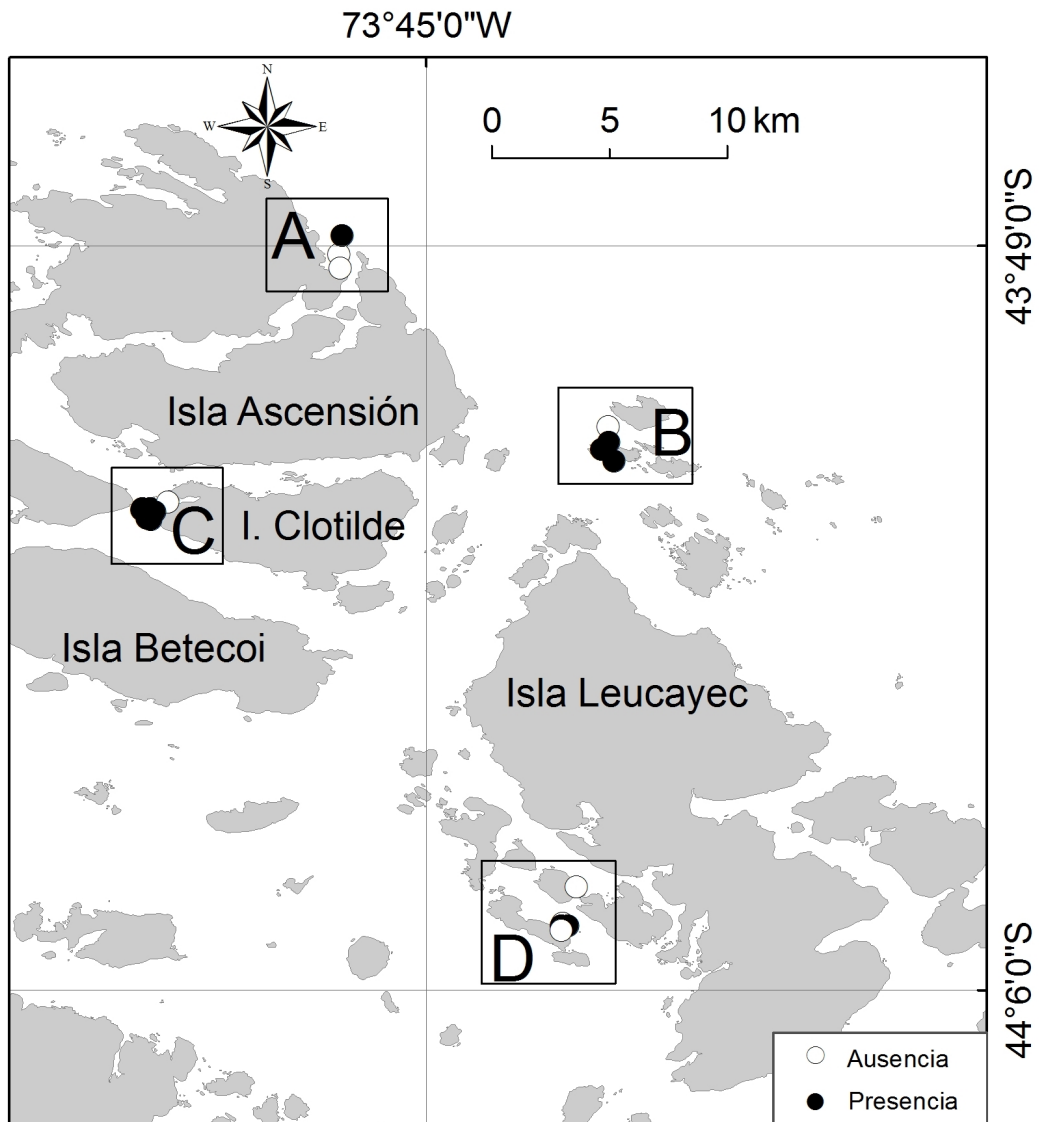 73°45'0"W
N
W E
S
0 5 10 km
43°49'0"S
A
Isla Ascensión
B
C
I. Clotilde
Isla Betecoi
Isla Leucayec
D
44°6'0"S
Ausencia
Presencia